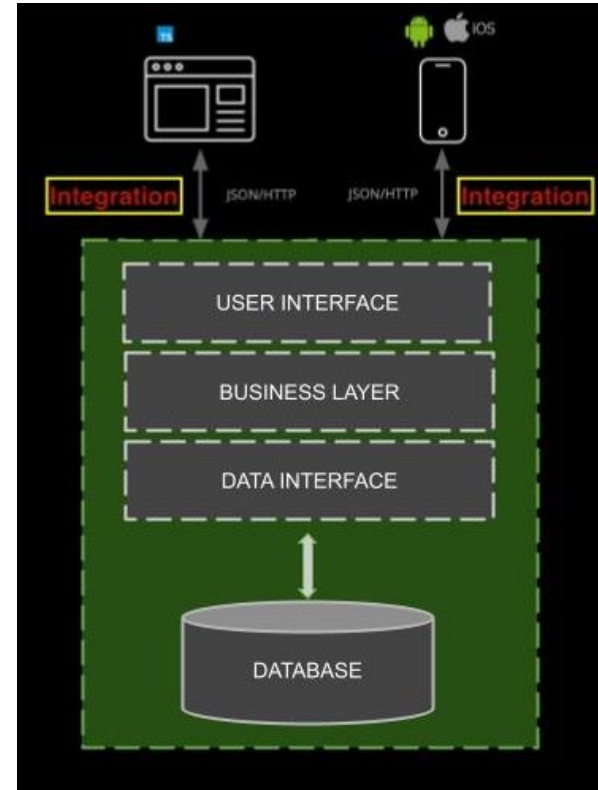 TS
iOS
Integration
JSON/HTTP
JSON/HTTP
Integration
USER INTERFACE
BUSINESS LAYER
DATA INTERFACE
DATABASE